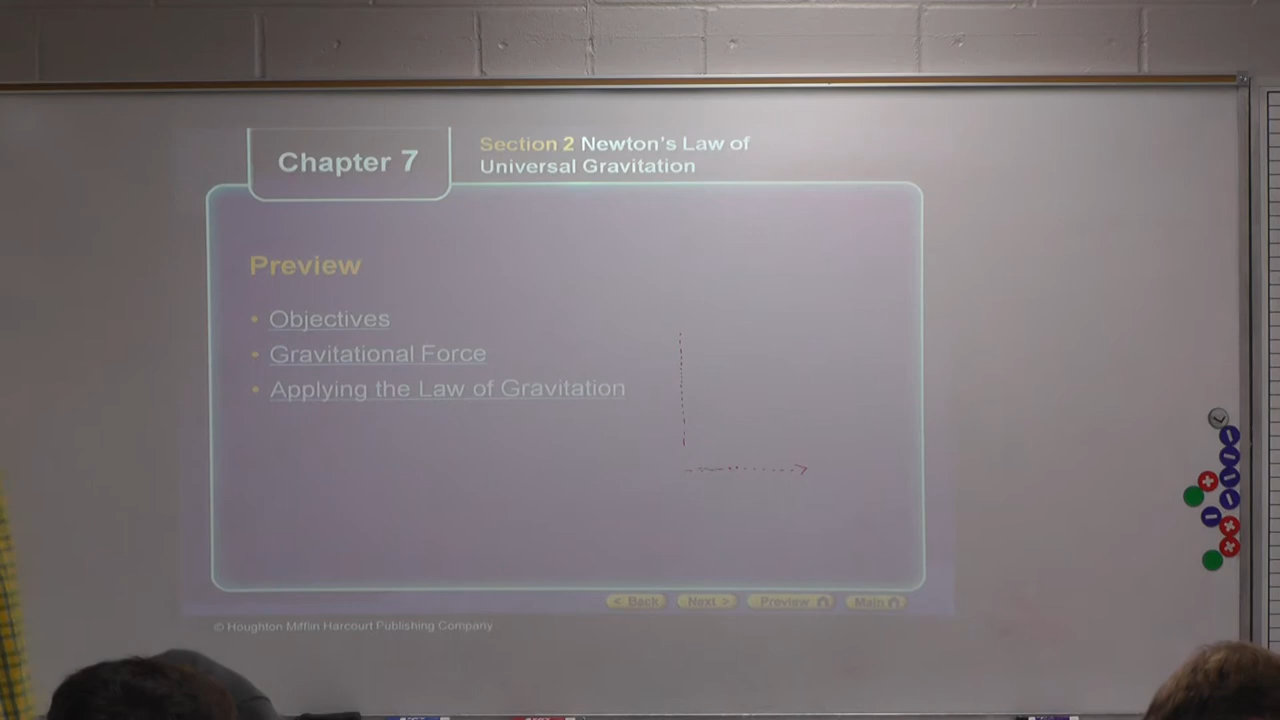 Chapter 7
Section 2 Newton's Law of
Universal Gravitation
Preview
• Objectives
• Gravitational Force
• Applying the Law of Gravitation
< Back
Next >
Preview
Main
© Houghton Mifflin Harcourt Publishing Company